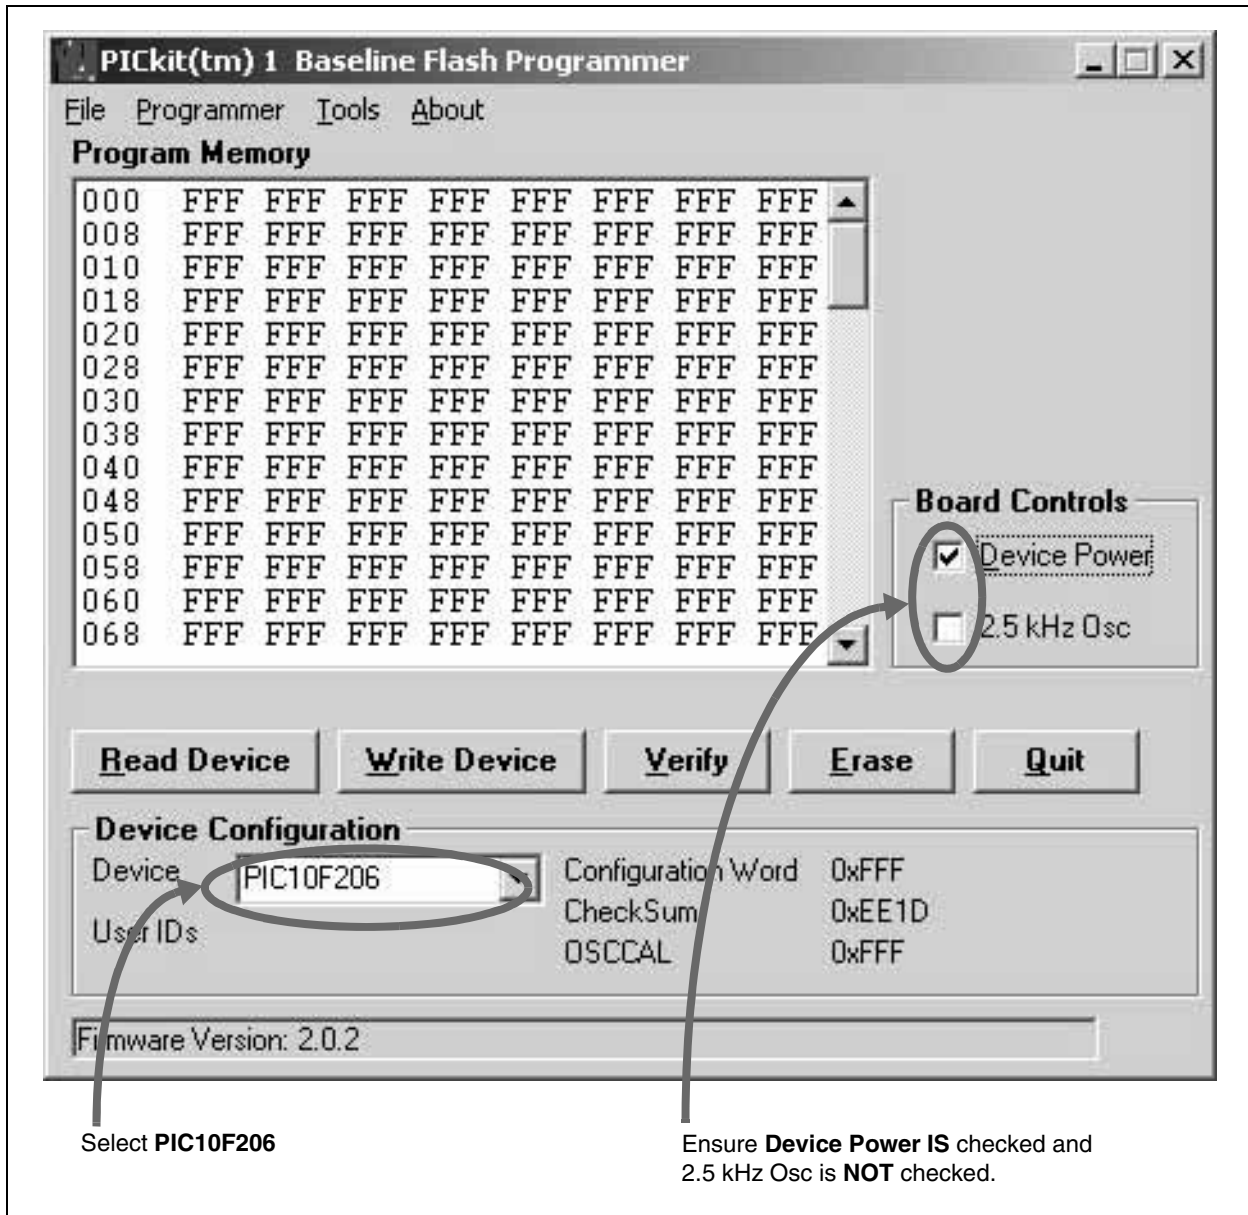 PICkit(tm) 1 Baseline Flash Programmer
File Programmer Tools About
Program Memory
000 FFF FFF FFF FFF FFF FFF FFF FFF
008 FFF FFF FFF FFF FFF FFF FFF FFF
010 FFF FFF FFF FFF FFF FFF FFF FFF
018 FFF FFF FFF FFF FFF FFF FFF FFF
020 FFF FFF FFF FFF FFF FFF FFF FFF
028 FFF FFF FFF FFF FFF FFF FFF FFF
030 FFF FFF FFF FFF FFF FFF FFF FFF
038 FFF FFF FFF FFF FFF FFF FFF FFF
040 FFF FFF FFF FFF FFF FFF FFF FFF
048 FFF FFF FFF FFF FFF FFF FFF FFF
050 FFF FFF FFF FFF FFF FFF FFF FFF
058 FFF FFF FFF FFF FFF FFF FFF FFF
060 FFF FFF FFF FFF FFF FFF FFF FFF
068 FFF FFF FFF FFF FFF FFF FFF FFF
Board Controls
Device Power
2.5 kHz Osc
Read Device Write Device Verify Erase Quit
Device Configuration
Device PIC10F206 Configuration Word 0xFFF
User IDs CheckSum 0xEE1D
OSCCAL 0xFFF
Firmware Version: 2.0.2
Select PIC10F206
Ensure Device Power IS checked and
2.5 kHz Osc is NOT checked.